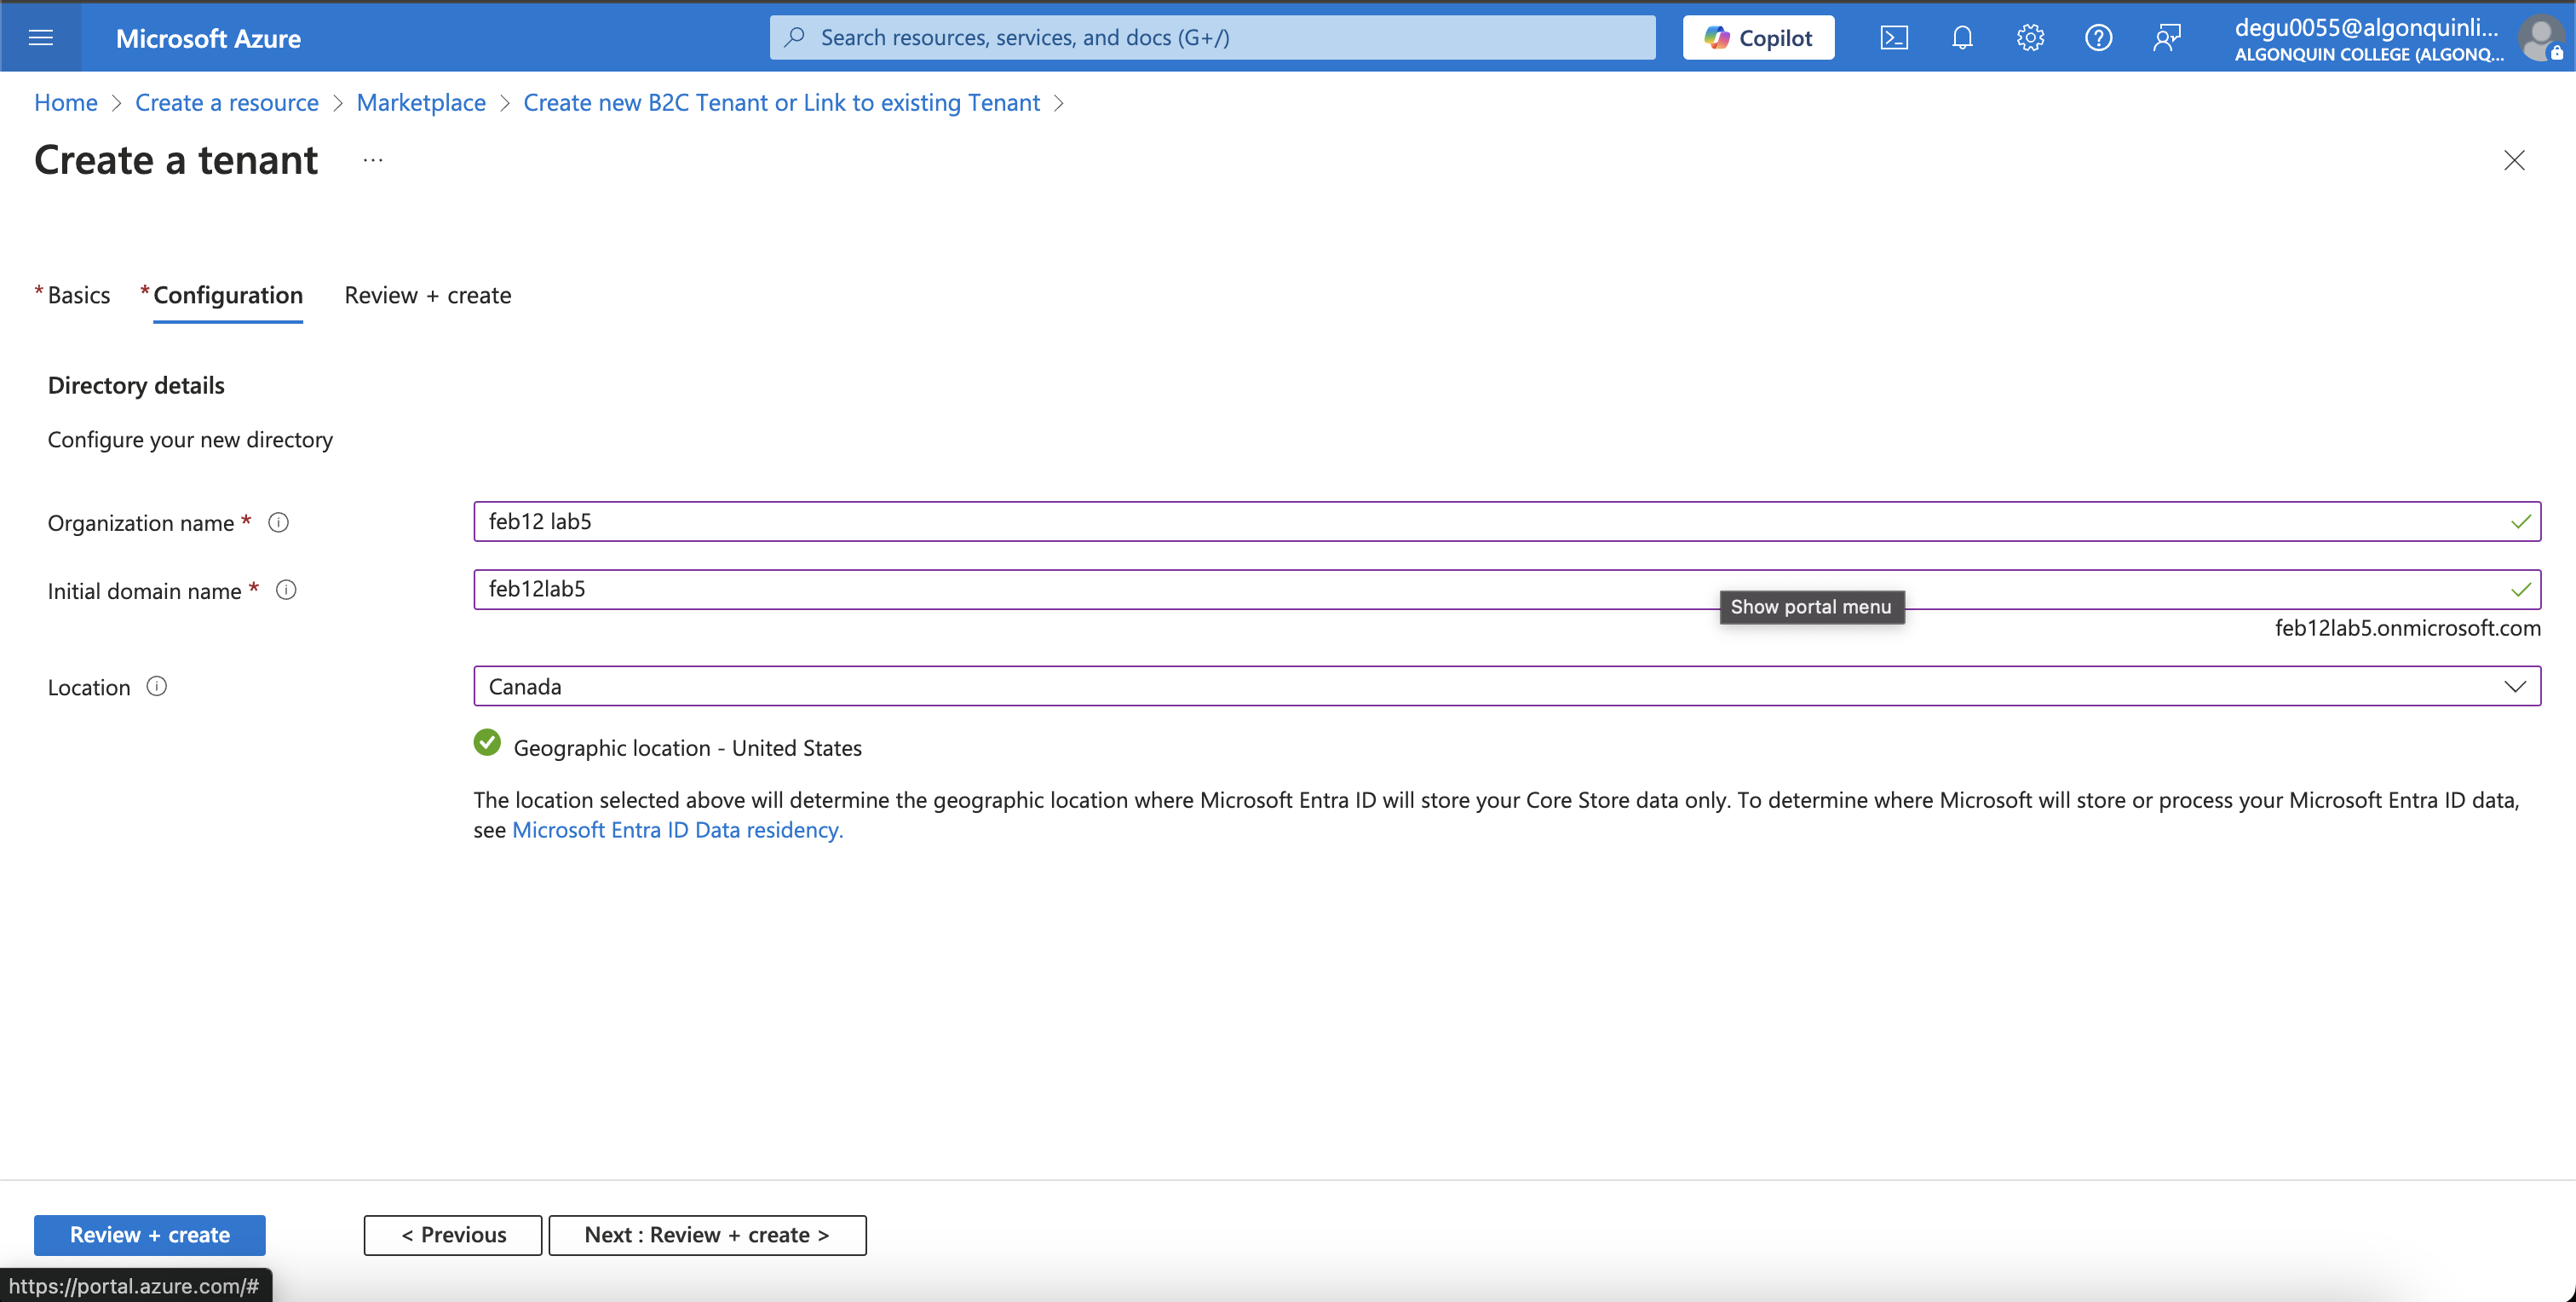 Microsoft Azure
Search resources, services, and docs (G+/)
Copilot
degu0055@algonquinli...
ALGONQUIN COLLEGE (ALGONQ...
Home > Create a resource > Marketplace > Create new B2C Tenant or Link to existing Tenant >
Create a tenant ...
* Basics * Configuration Review + create
Directory details
Configure your new directory
Organization name * feb12 lab5
Initial domain name * feb12lab5
Show portal menu
feb12lab5.onmicrosoft.com
Location Canada
Geographic location - United States
The location selected above will determine the geographic location where Microsoft Entra ID will store your Core Store data only. To determine where Microsoft will store or process your Microsoft Entra ID data,
see Microsoft Entra ID Data residency.
Review + create < Previous Next : Review + create >
https://portal.azure.com/#